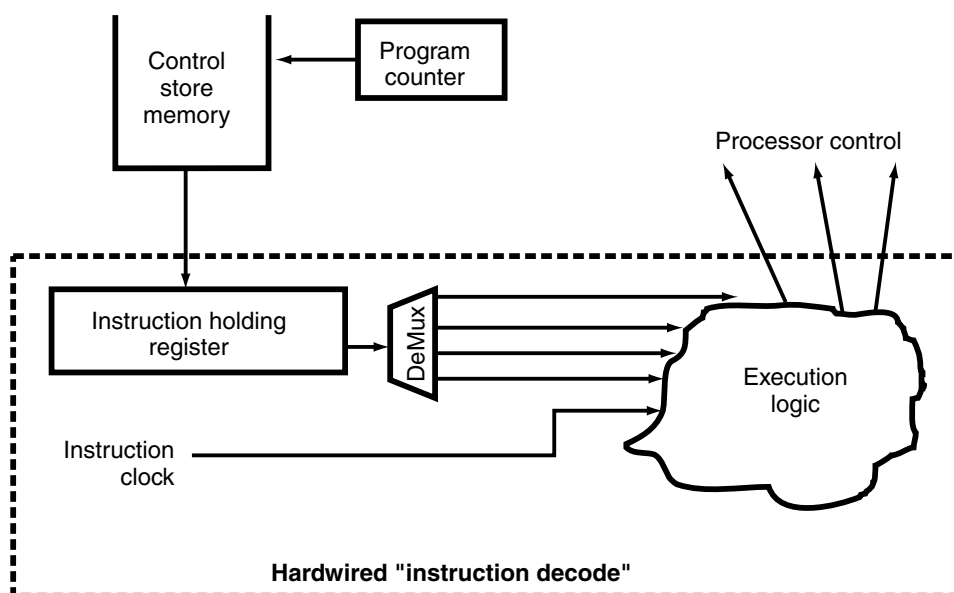 Control
store
memory
Program
counter
Processor control
Instruction holding
register
DeMux
Execution
logic
Instruction
clock
Hardwired "instruction decode"